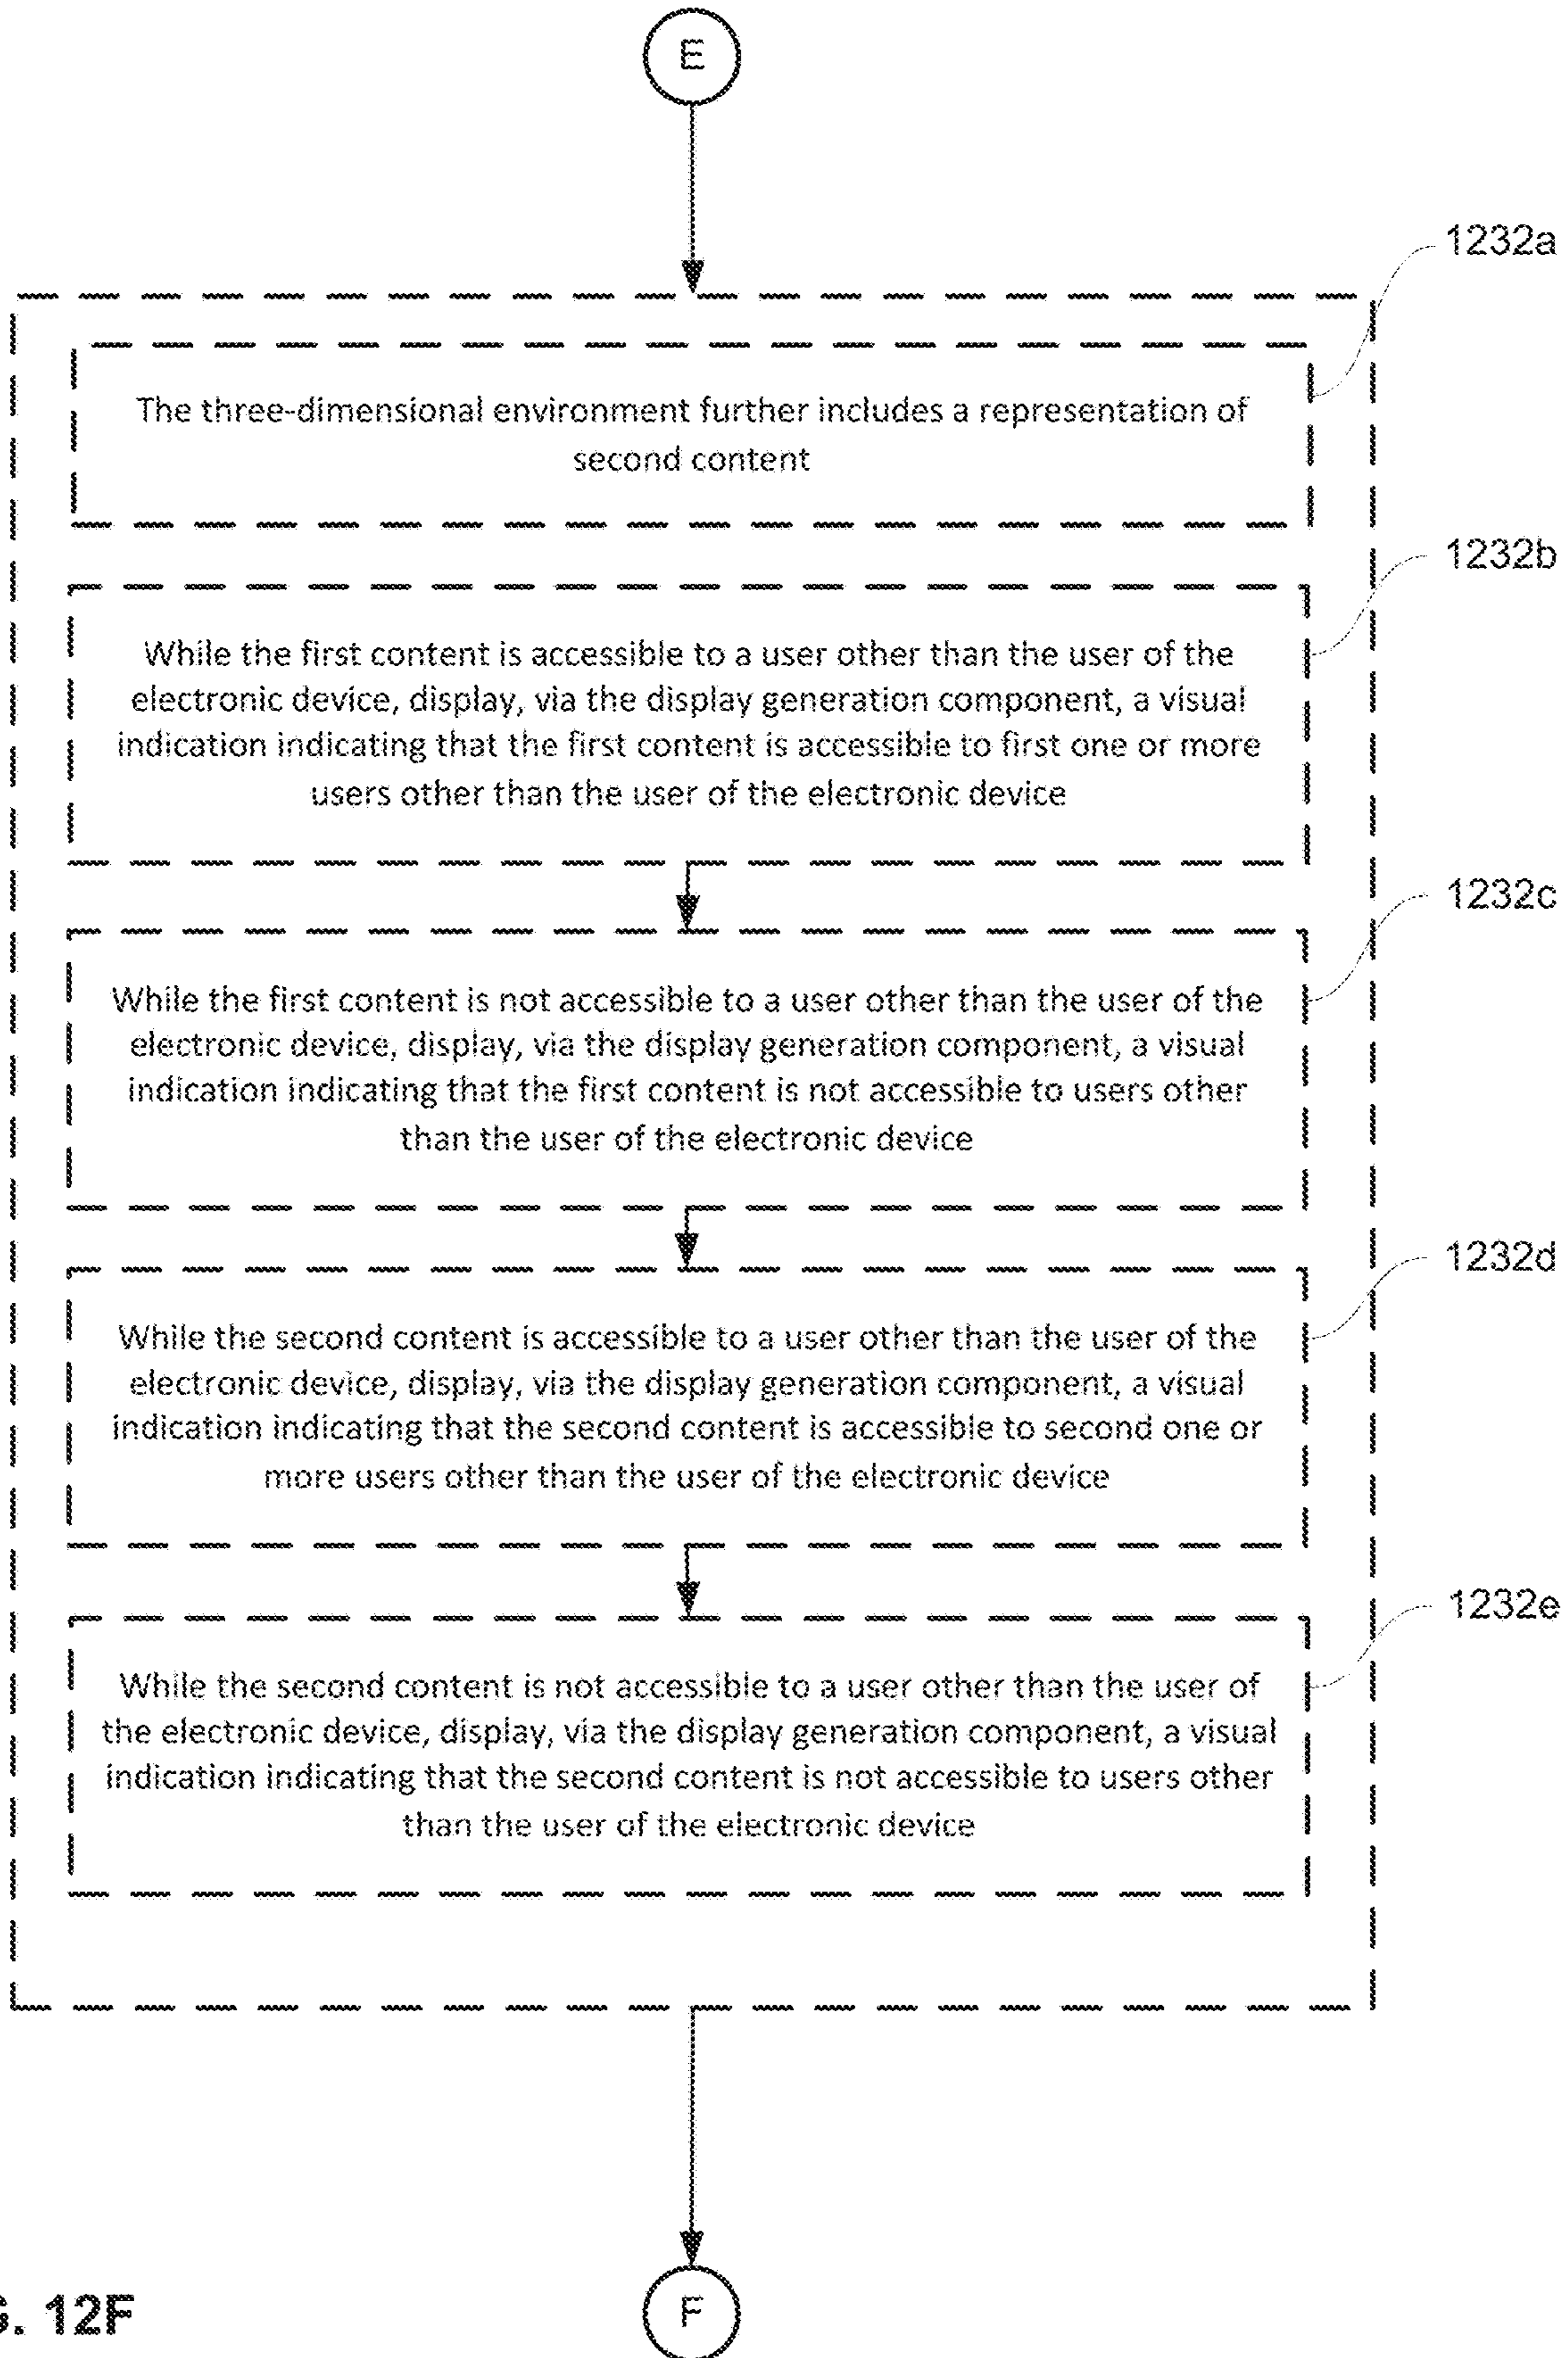 E
1232a
The three-dimensional environment further includes a representation of
second content
1232b
While the first content is accessible to a user other than the user of the
electronic device, display, via the display generation component, a visual
indication indicating that the first content is accessible to first one or more
users other than the user of the electronic device
1232c
While the first content is not accessible to a user other than the user of the
electronic device, display, via the display generation component, a visual
indication indicating that the first content is not accessible to users other
than the user of the electronic device
1232d
While the second content is accessible to a user other than the user of the
electronic device, display, via the display generation component, a visual
indication indicating that the second content is accessible to second one or
more users other than the user of the electronic device
1232e
While the second content is not accessible to a user other than the user of
the electronic device, display, via the display generation component, a visual
indication indicating that the second content is not accessible to users other
than the user of the electronic device
G. 12F
F